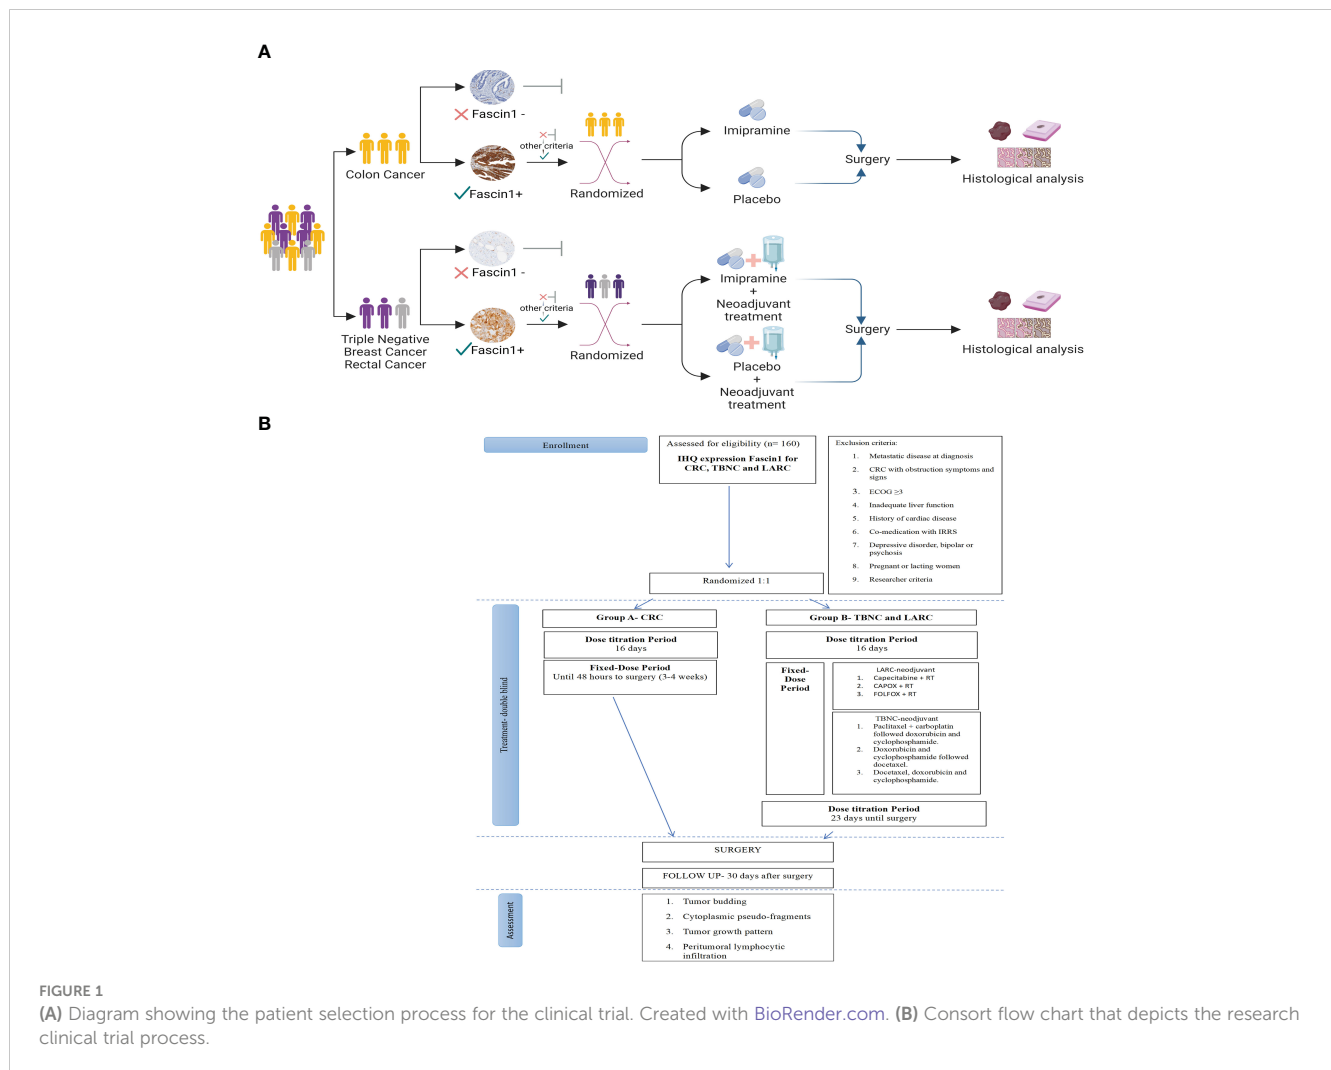 A
Fascin1 -
Colon Cancer
other criteria
Fascin1+
Randomized
Imipramine
Placebo
Surgery
Histological analysis
Fascin1 -
Triple Negative
Breast Cancer
Rectal Cancer
other criteria
Fascin1+
Randomized
Imipramine
+
Neoadjuvant
treatment
Placebo
+
Neoadjuvant
treatment
Surgery
Histological analysis
B
Enrollment
Assessed for eligibility (n= 160)
IHQ expression Fascin1 for
CRC, TBNC and LARC
Exclusion criteria:
1. Metastatic disease at diagnosis
2. CRC with obstruction symptoms and
signs
3. ECOG ≥3
4. Inadequate liver function
5. History of cardiac disease
6. Co-medication with IRRS
7. Depressive disorder, bipolar or
psychosis
8. Pregnant or lacting women
9. Researcher criteria
Randomized 1:1
Treatment- double blind
Group A- CRC
Dose titration Period
16 days
Fixed-Dose Period
Until 48 hours to surgery (3-4 weeks)
Group B- TBNC and LARC
Dose titration Period
16 days
Fixed-
Dose
Period
LARC-neodjuvant
1. Capecitabine + RT
2. CAPOX + RT
3. FOLFOX + RT
TBNC-neodjuvant
1. Paclitaxel + carboplatin
followed doxorubicin and
cyclophosphamide.
2. Doxorubicin and
cyclophosphamide followed
docetaxel.
3. Docetaxel, doxorubicin and
cyclophosphamide.
Dose titration Period
23 days until surgery
SURGERY
FOLLOW UP- 30 days after surgery
Assessment
1. Tumor budding
2. Cytoplasmic pseudo-fragments
3. Tumor growth pattern
4. Peritumoral lymphocytic
infiltration
FIGURE 1
(A) Diagram showing the patient selection process for the clinical trial. Created with BioRender.com. (B) Consort flow chart that depicts the research
clinical trial process.